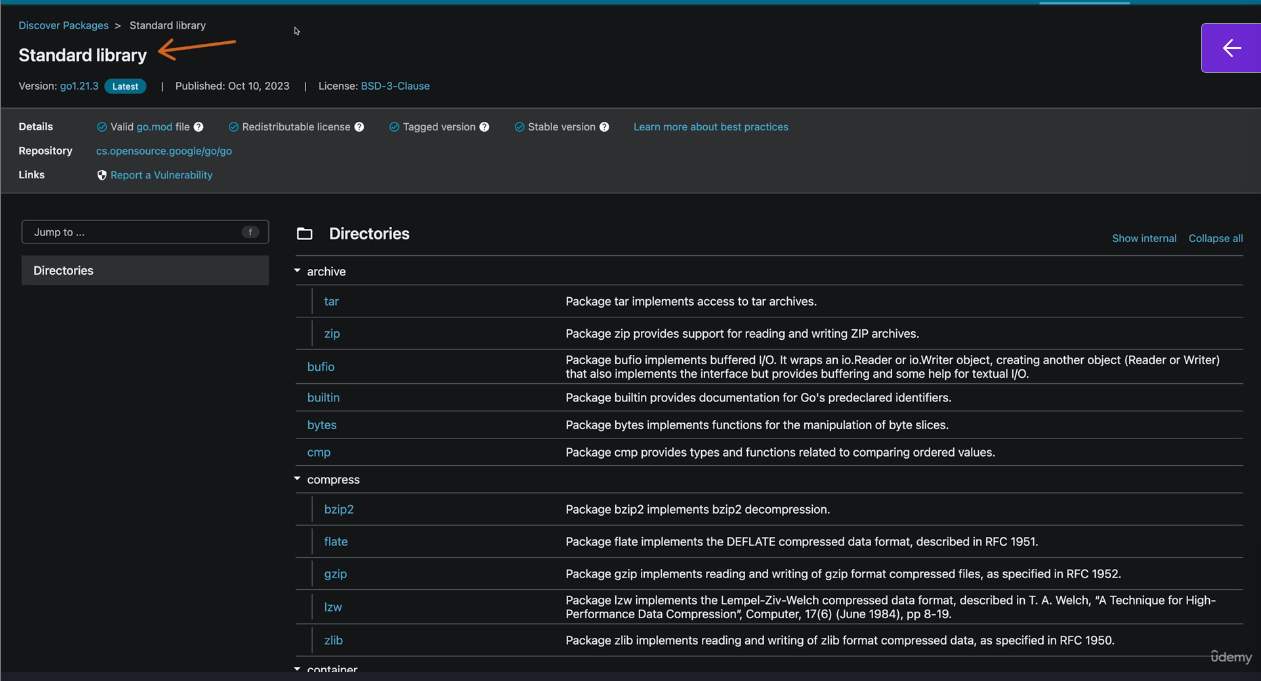 Discover Packages > Standard library
Standard library
Version: go1.21.3 Latest | Published: Oct 10, 2023 | License: BSD-3-Clause
Details Valid go.mod file ? Redistributable license ? Tagged version ? Stable version ? Learn more about best practices
Repository cs.opensource.google/go/go
Links Report a Vulnerability
Jump to ... f
Directories
Directories
Show internal Collapse all
archive
tar Package tar implements access to tar archives.
zip Package zip provides support for reading and writing ZIP archives.
bufio Package bufio implements buffered I/O. It wraps an io.Reader or io.Writer object, creating another object (Reader or Writer)
that also implements the interface but provides buffering and some help for textual I/O.
builtin Package builtin provides documentation for Go's predeclared identifiers.
bytes Package bytes implements functions for the manipulation of byte slices.
cmp Package cmp provides types and functions related to comparing ordered values.
compress
bzip2 Package bzip2 implements bzip2 decompression.
flate Package flate implements the DEFLATE compressed data format, described in RFC 1951.
gzip Package gzip implements reading and writing of gzip format compressed files, as specified in RFC 1952.
lzw Package lzw implements the Lempel-Ziv-Welch compressed data format, described in T. A. Welch, “A Technique for High-
Performance Data Compression”, Computer, 17(6) (June 1984), pp 8-19.
zlib Package zlib implements reading and writing of zlib format compressed data, as specified in RFC 1950.
container
ûdemy